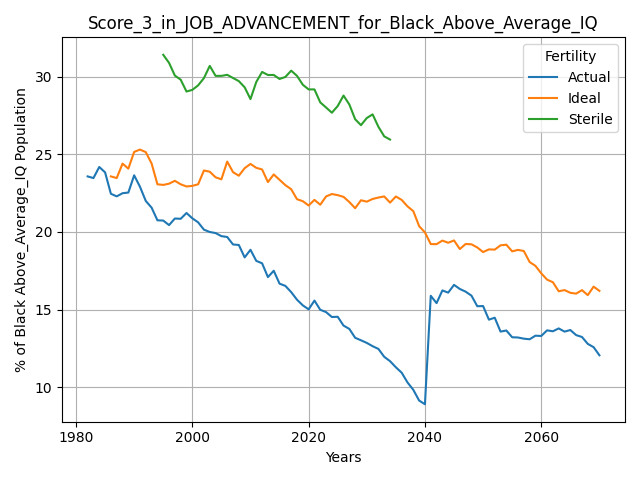 Score_3_in_JOB_ADVANCEMENT_for_Black_Above_Average_IQ
% of Black Above_Average_IQ Population
30
25
20
15
10
Fertility
Actual
Ideal
Sterile
1980
2000
2020
2040
2060
Years